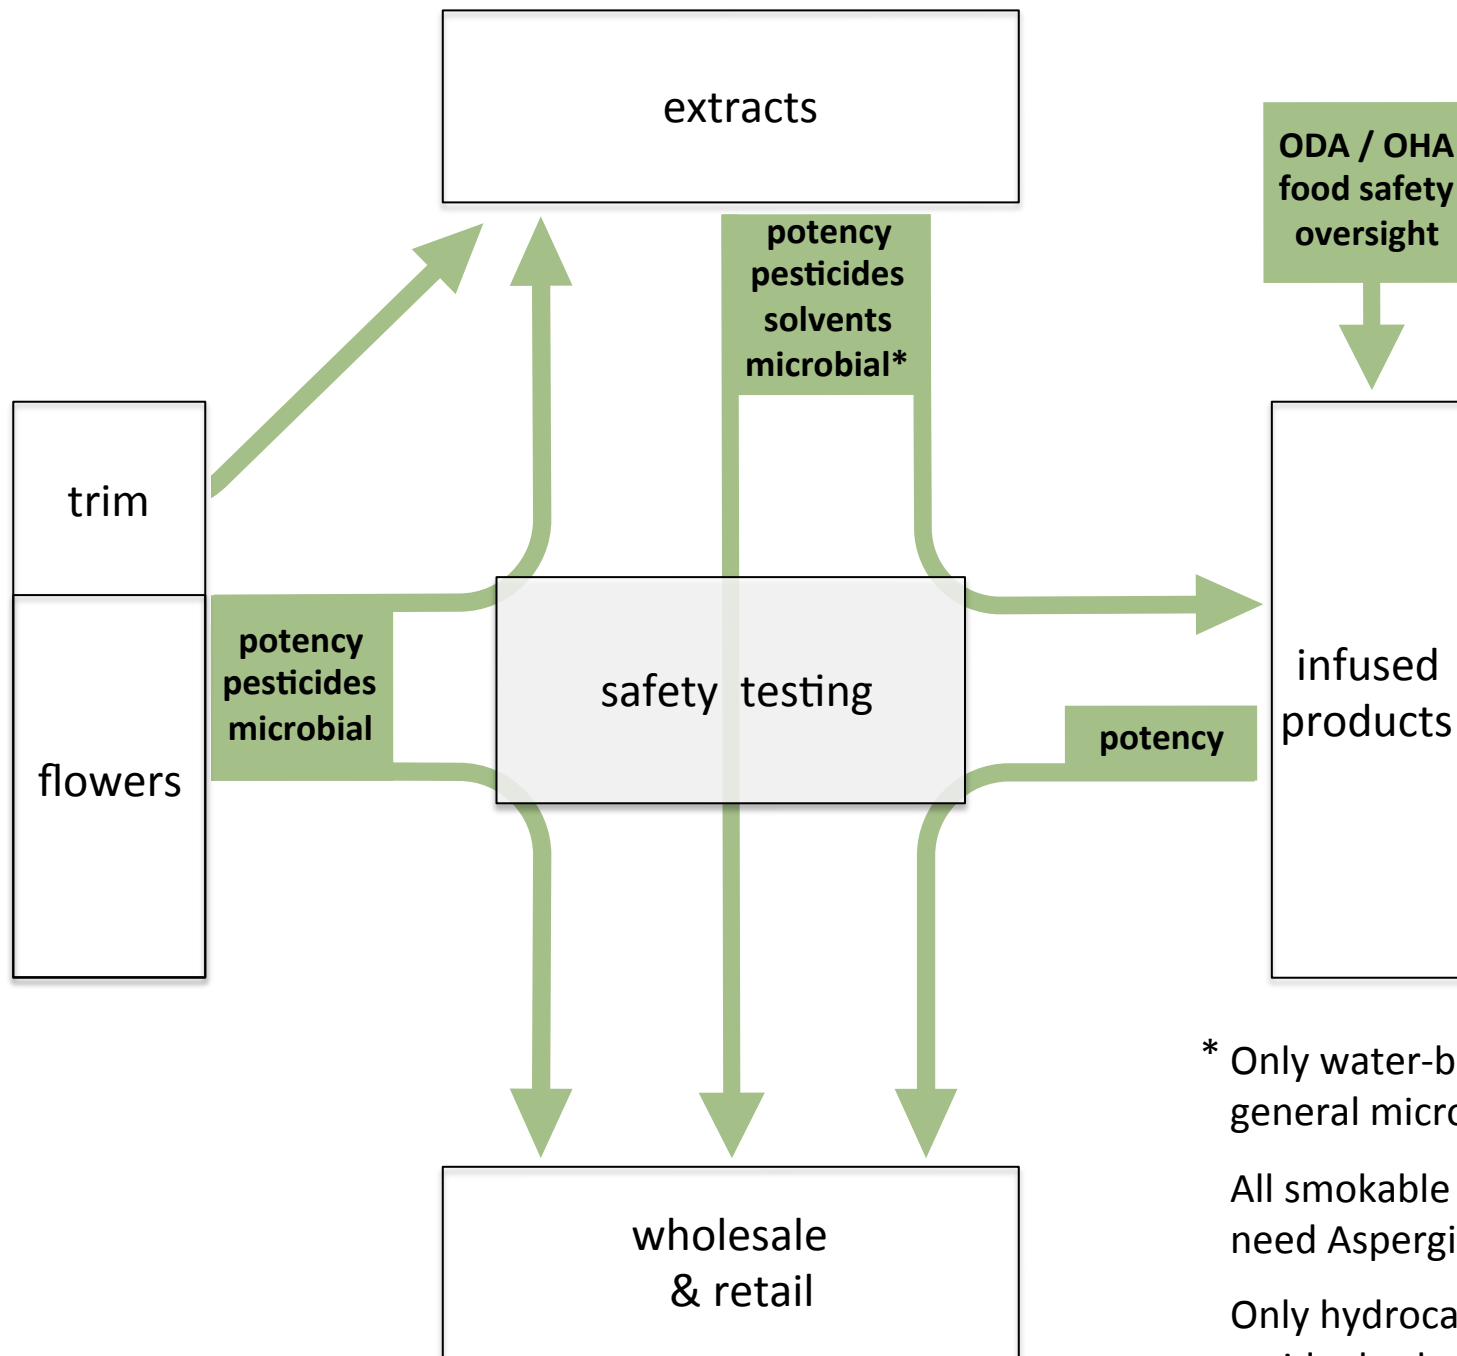 extracts
ODA / OHA
food safety
oversight
potency
pesticides
solvents
microbial*
trim
potency
pesticides
microbial
flowers
safety testing
potency
infused
products
* Only water-b
general micro
All smokable
need Aspergi
Only hydroca
wholesale
& retail